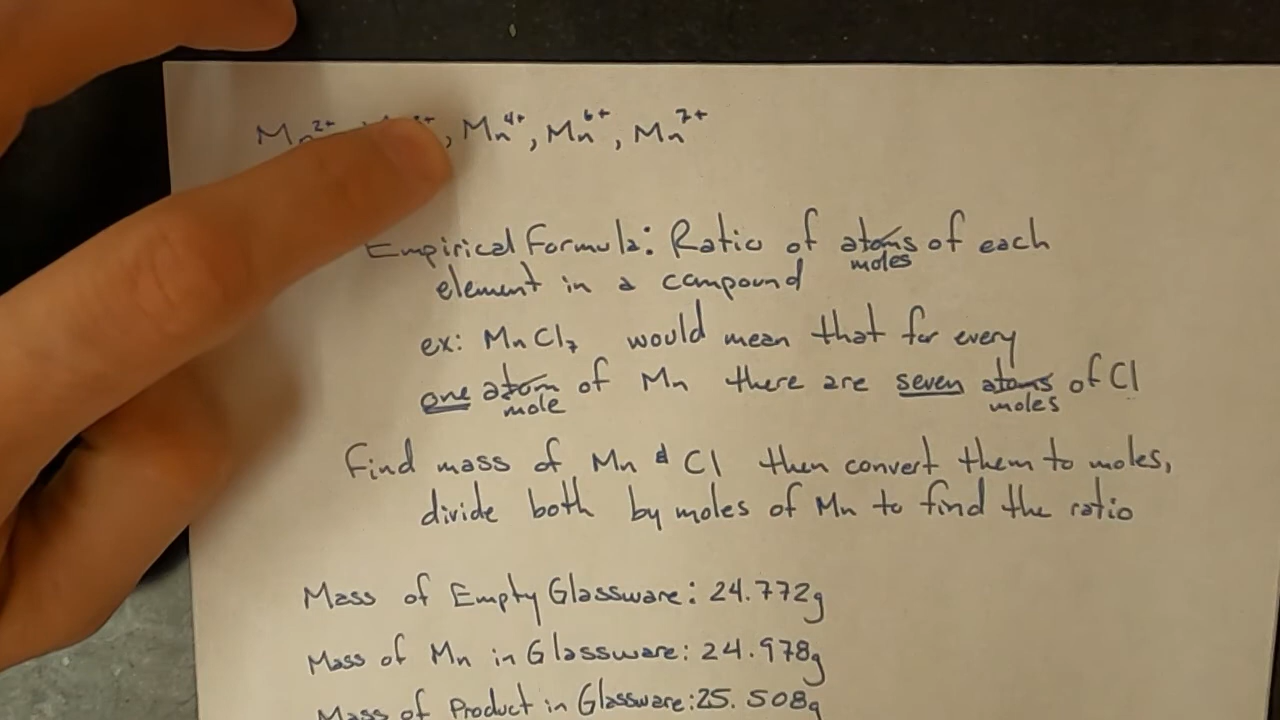 Mn²⁺, Mn⁴⁺, Mn⁶⁺, Mn⁷⁺
Empirical Formula: Ratio of atoms of each
moles
element in a compound
ex: MnCl₇ would mean that for every
one atom of Mn there are seven atoms of Cl
mole moles
Find mass of Mn & Cl then convert them to moles,
divide both by moles of Mn to find the ratio
Mass of Empty Glassware: 24.772g
Mass of Mn in Glassware: 24.978g
Mass of Product in Glassware: 25.508g